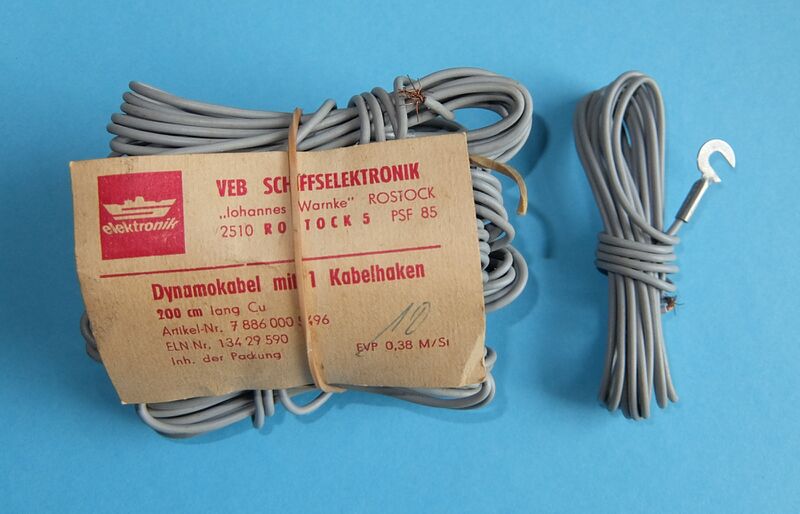 elektronik
VEB SCHIFFSELEKTRONIK
„Johannes Warnke" ROSTOCK
2510 ROSTOCK 5 PSF 85
Dynamokabel mit 1 Kabelhaken
200 cm lang Cu
Artikel-Nr. 7 886 000 5496
ELN Nr. 134 29 590
Inh. der Packung
10
EVP 0,38 M/St